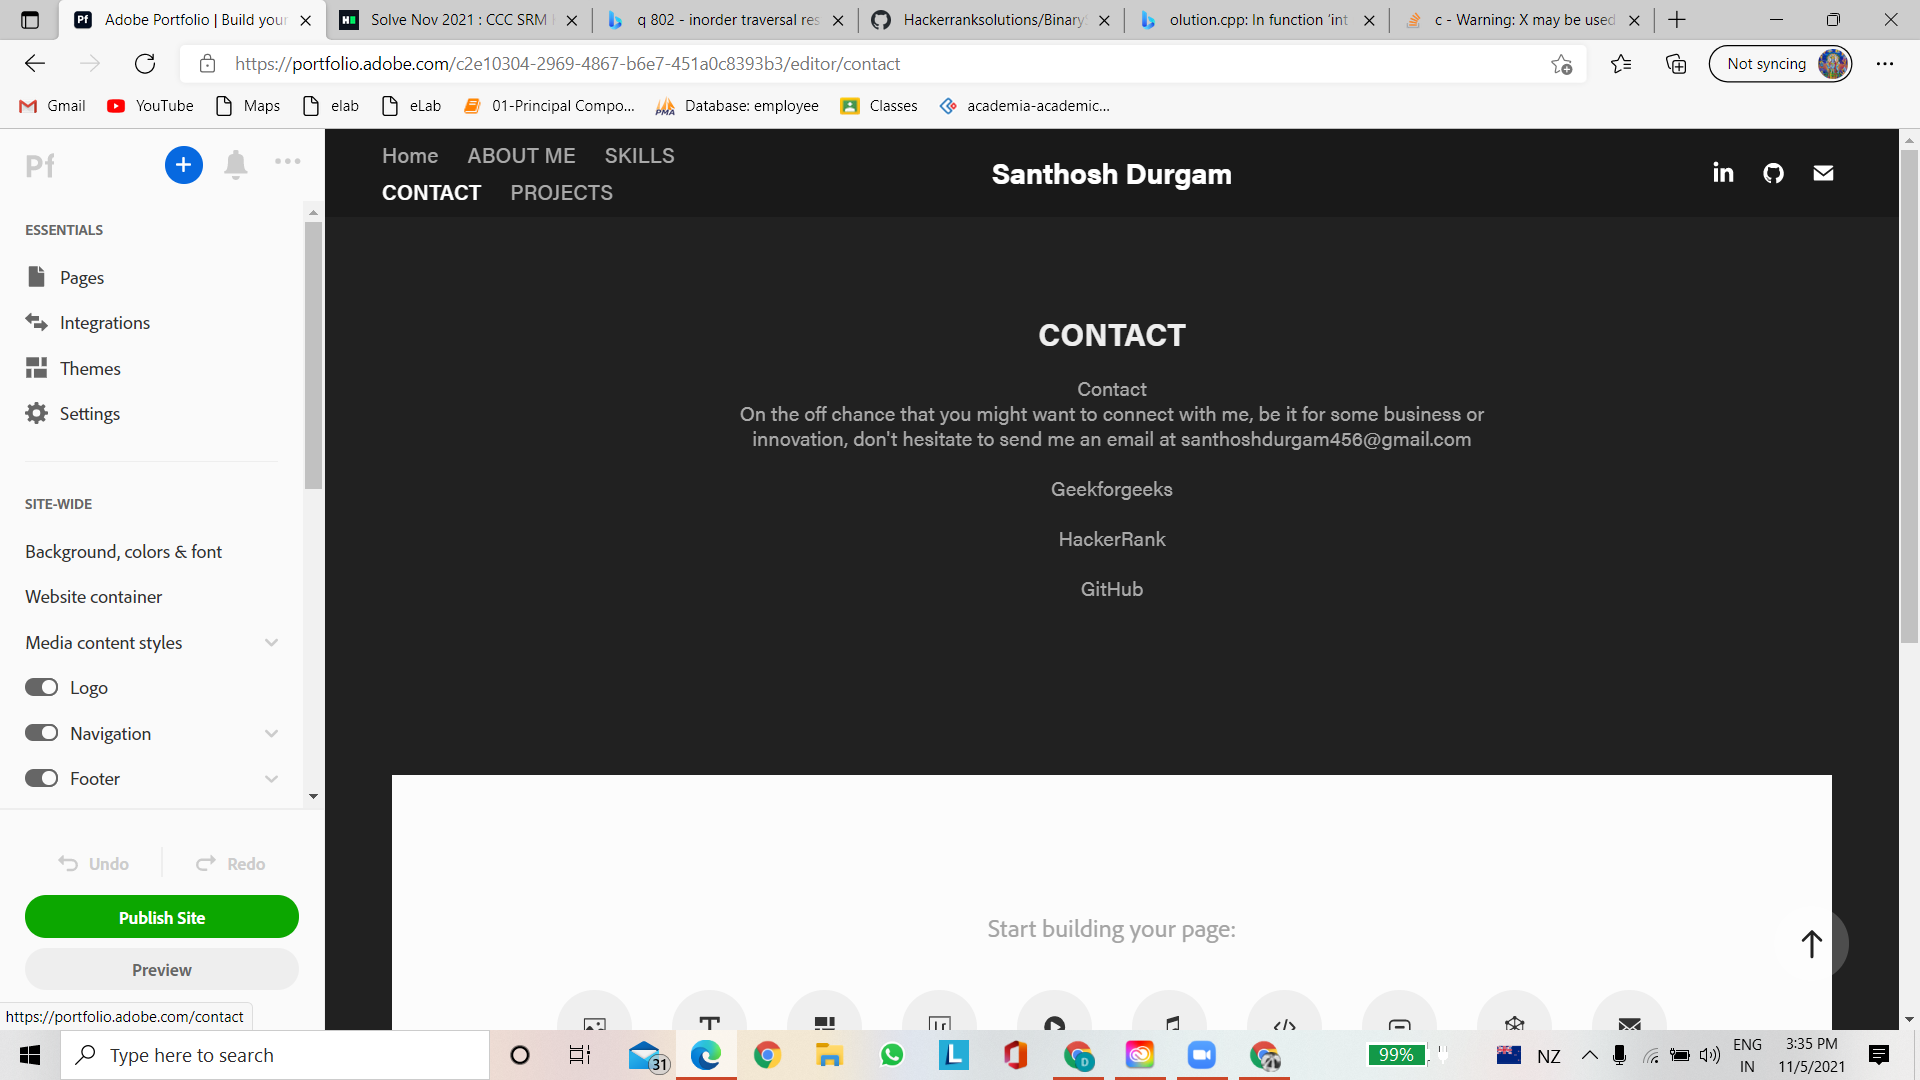 Adobe Portfolio | Build your
Solve Nov 2021 : CCC SRM
q 802 - inorder traversal res
Hackerranksolutions/Binary
olution.cpp: In function 'int
c - Warning: X may be used
https://portfolio.adobe.com/c2e10304-2969-4867-b6e7-451a0c8393b3/editor/contact
Not syncing
Gmail
YouTube
Maps
elab
eLab
01-Principal Compo...
Database: employee
Classes
academia-academic...
Pf
ESSENTIALS
Pages
Integrations
Themes
Settings
SITE-WIDE
Background, colors & font
Website container
Media content styles
Logo
Navigation
Footer
Undo
Redo
Publish Site
Preview
https://portfolio.adobe.com/contact
Home ABOUT ME SKILLS
CONTACT PROJECTS
Santhosh Durgam
CONTACT
Contact
On the off chance that you might want to connect with me, be it for some business or
innovation, don't hesitate to send me an email at santhoshdurgam456@gmail.com
Geekforgeeks
HackerRank
GitHub
Start building your page:
Type here to search
31
99%
NZ
ENG
IN
3:35 PM
11/5/2021